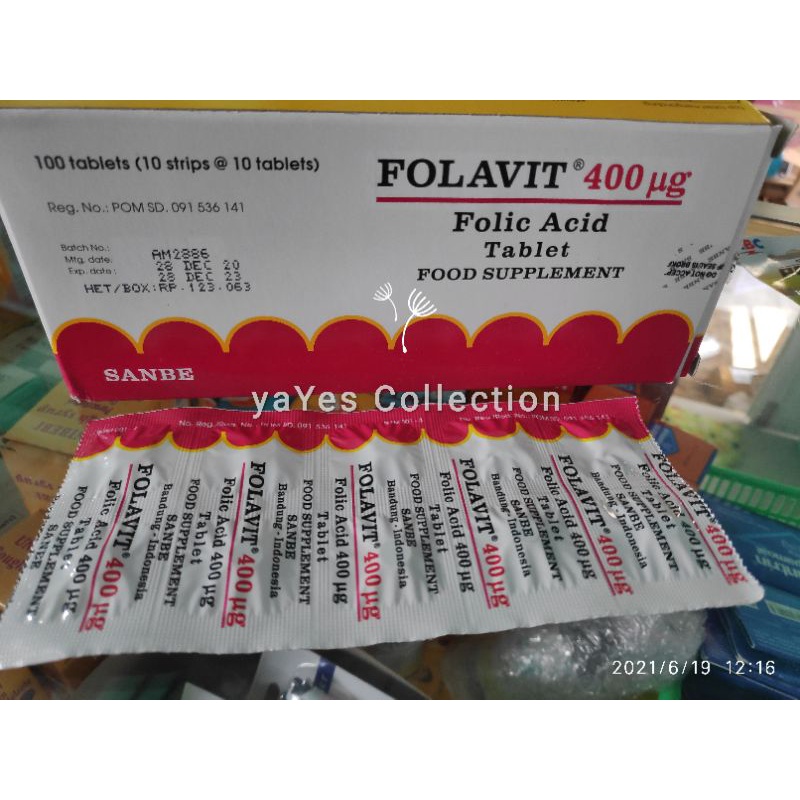 100 tablets (10 strips @ 10 tablets)
Reg. No.: POM SD. 091 536 141
Batch No.: AM2886
Mfg. date: 28 DEC 20
Exp. date: 28 DEC 23
HET/BOX:RP.123.063
FOLAVIT® 400 µg
Folic Acid
Tablet
FOOD SUPPLEMENT
SANBE
yaYes Collection
FOLAVIT® 400 µg
Folic Acid 400 µg
Tablet
FOOD SUPPLEMENT
SANBE
Bandung - Indonesia
FOLAVIT® 400 µg
Folic Acid 400 µg
Tablet
FOOD SUPPLEMENT
SANBE
Bandung - Indonesia
FOLAVIT® 400 µg
Folic Acid 400 µg
Tablet
FOOD SUPPLEMENT
SANBE
Bandung - Indonesia
FOLAVIT® 400 µg
Folic Acid 400 µg
Tablet
FOOD SUPPLEMENT
SANBE
Bandung - Indonesia
FOLAVIT® 400 µg
Folic Acid 400 µg
Tablet
FOOD SUPPLEMENT
SANBE
Bandung - Indonesia
FOLAVIT® 400 µg
2021/6/19 12:16